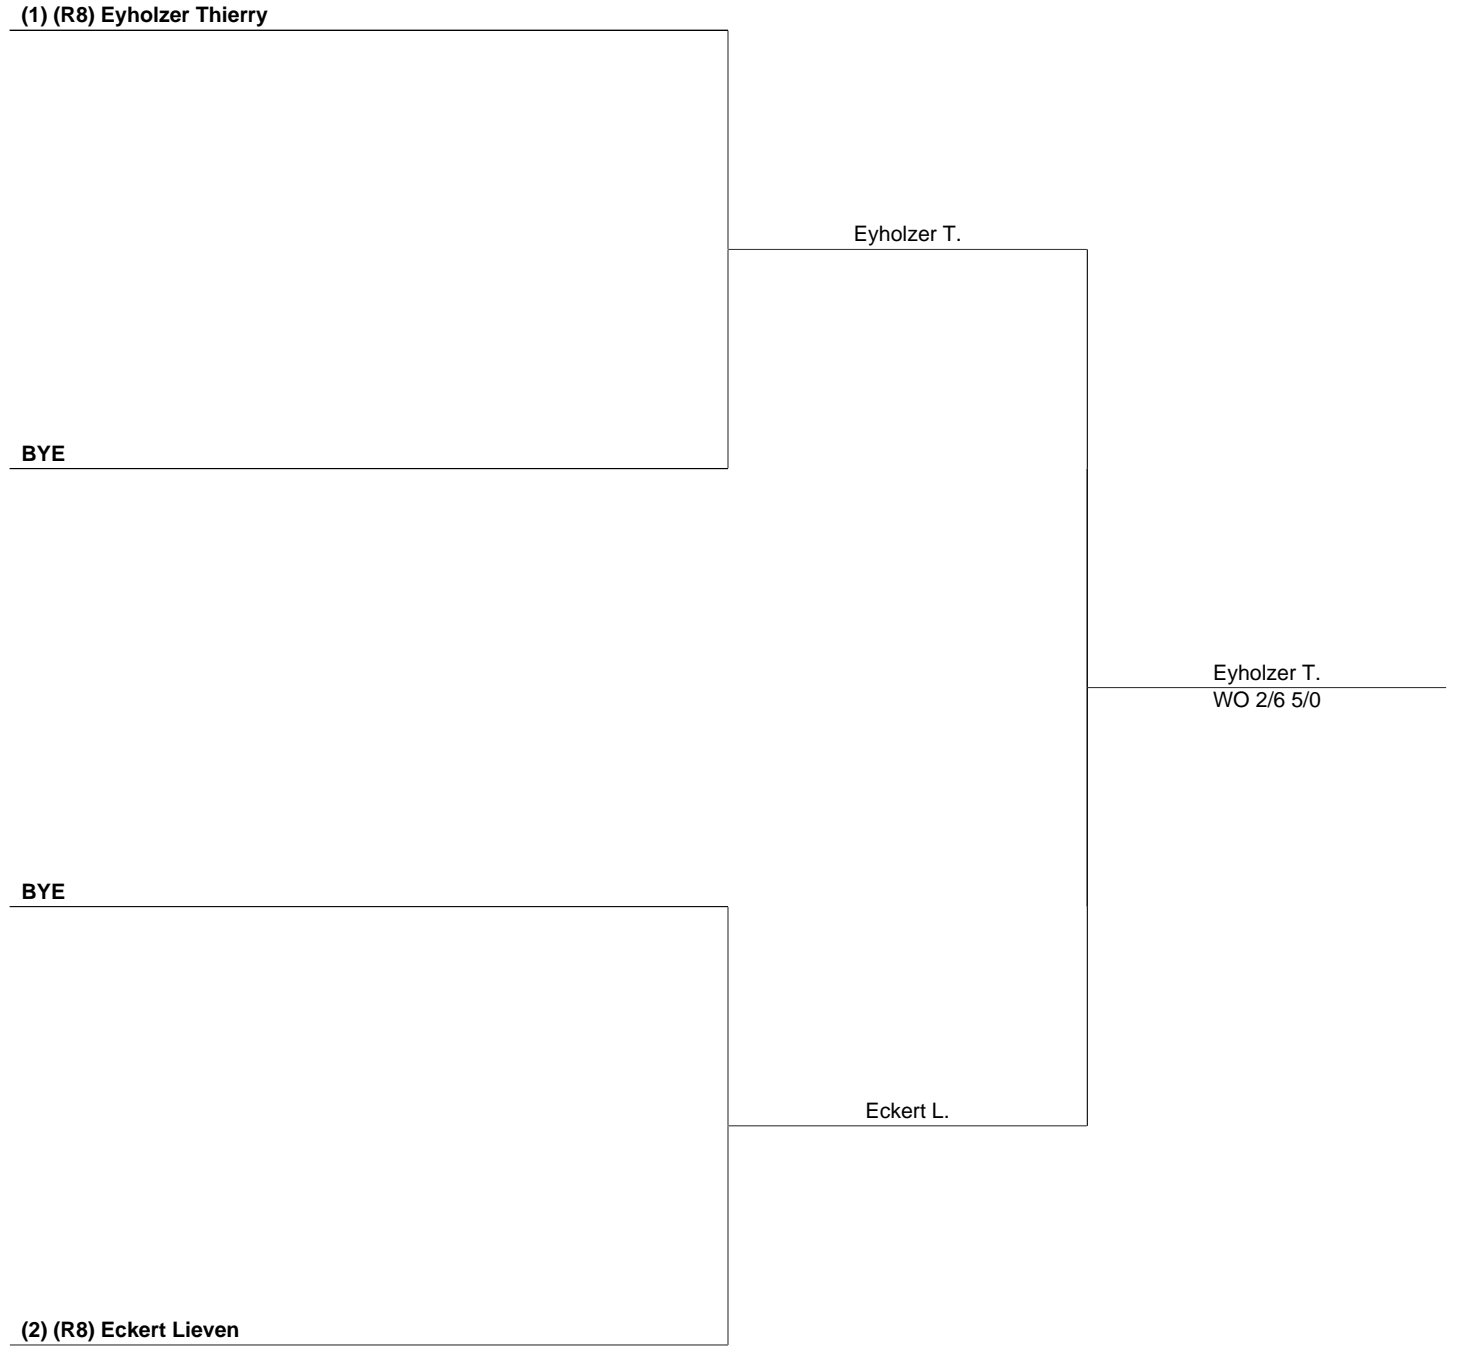 (1) (R8) Eyholzer Thierry
Eyholzer T.
BYE
Eyholzer T.
WO 2/6 5/0
BYE
Eckert L.
(2) (R8) Eckert Lieven